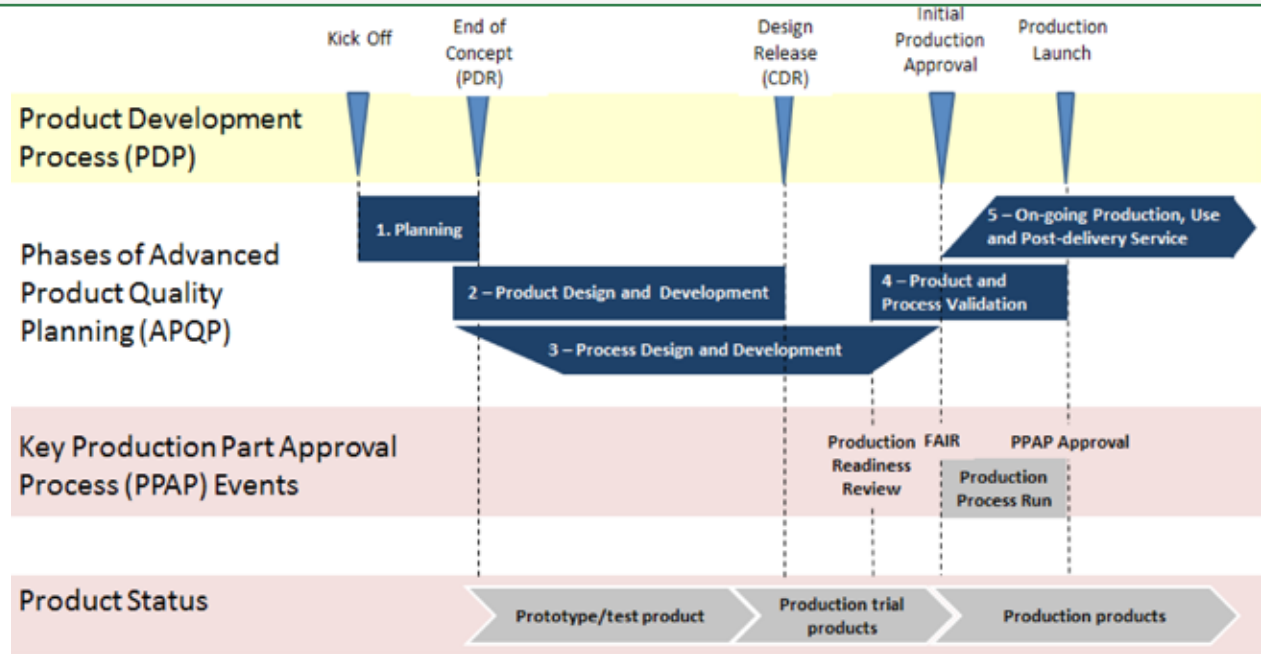 Kick Off
End of
Concept
(PDR)
Design
Release
(CDR)
Initial
Production
Approval
Production
Launch
Product Development
Process (PDP)
Phases of Advanced
Product Quality
Planning (APQP)
1. Planning
2 – Product Design and Development
3 – Process Design and Development
4 – Product and
Process Validation
5 – On-going Production, Use
and Post-delivery Service
Key Production Part Approval
Process (PPAP) Events
Production
Readiness
Review
FAIR
PPAP Approval
Production
Process Run
Product Status
Prototype/test product
Production trial
products
Production products